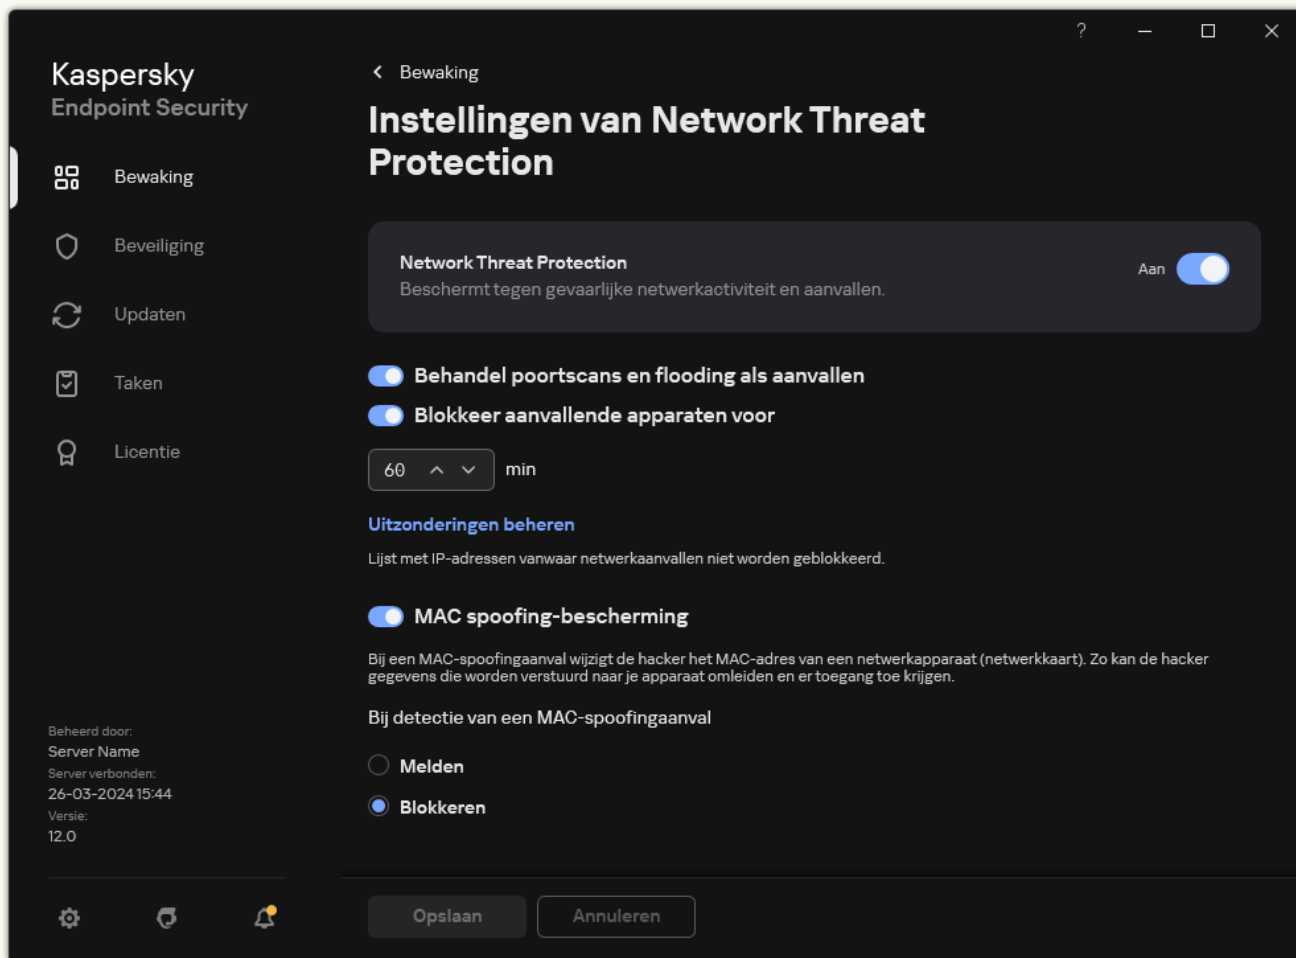 ?
Kaspersky
Endpoint Security
Bewaking
Beveiliging
Updaten
Taken
Licentie
Beheerd door:
Server Name
Server verbonden:
26-03-2024 15:44
Versie:
12.0
Bewaking
Instellingen van Network Threat
Protection
Network Threat Protection
Beschermt tegen gevaarlijke netwerkactiviteit en aanvallen.
Aan
Behandel poortscans en flooding als aanvallen
Blokkeer aanvallende apparaten voor
60 min
Uitzonderingen beheren
Lijst met IP-adressen vanwaar netwerkaanvallen niet worden geblokkeerd.
MAC spoofing-bescherming
Bij een MAC-spoofingaanval wijzigt de hacker het MAC-adres van een netwerkapparaat (netwerkkaart). Zo kan de hacker
gegevens die worden verstuurd naar je apparaat omleiden en er toegang toe krijgen.
Bij detectie van een MAC-spoofingaanval
Melden
Blokkeren
Opslaan
Annuleren